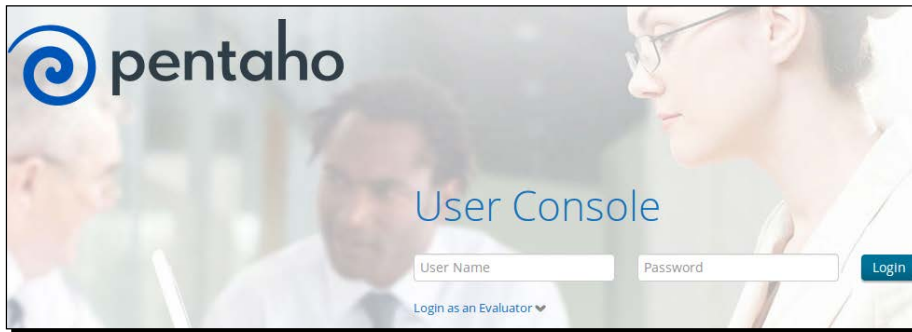 pentaho
User Console
User Name
Password
Login
Login as an Evaluator